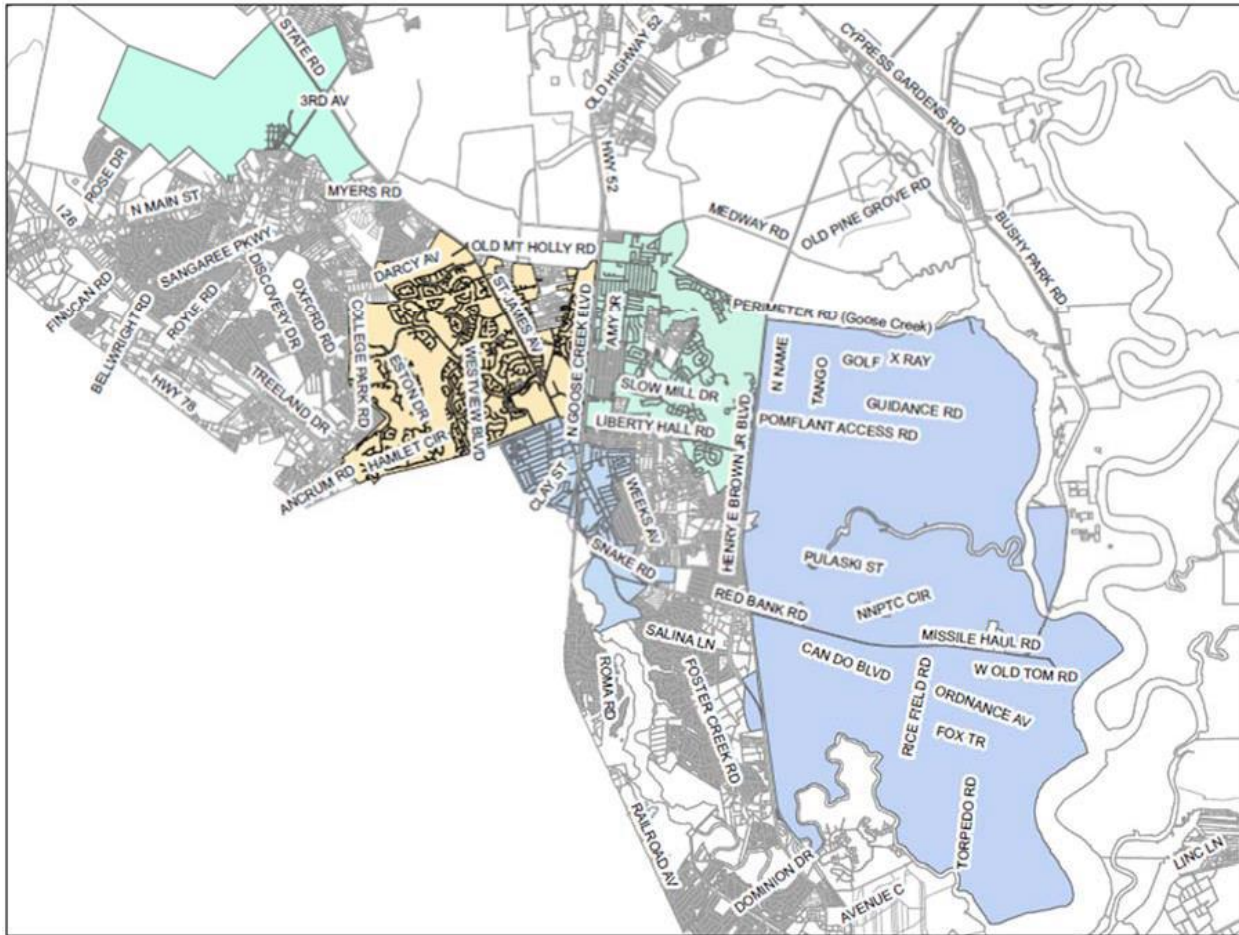 STATE RD
OLD HIGHWAY 52
CYPRESS GARDENS RD
3RD AV
ROSE DR
HWY 52
MYERS RD
N MAIN ST
I 26
MEDWAY RD
OLD PINE GROVE RD
BUSHY PARK RD
SANGAREE PKWY
OLD MT HOLLY RD
DARCY AV
FINUCAN RD
DISCOVERY DR
ROYLE RD
OXFORD RD
ST JAMES AV
AMY DR
PERIMETER RD (Goose Creek)
BELLWRIGHT RD
COLLEGE PARK RD
N GOOSE CREEK BLVD
N NAME
GOLF
X RAY
TANGO
HWY 78
ESTON DR
WESTVIEW BLVD
SLOW MILL DR
GUIDANCE RD
TREELAND DR
LIBERTY HALL RD
POMFLANT ACCESS RD
HENRY E BROWN JR BLVD
HAMLET CIR
ANCRUM RD
CLAY ST
WEEKS AV
SNAKE RD
PULASKI ST
RED BANK RD
NNPTC CIR
MISSILE HAUL RD
SALINA LN
CAN DO BLVD
W OLD TOM RD
ROMA RD
FOSTER CREEK RD
RICE FIELD RD
ORDNANCE AV
FOX TR
RAILROAD AV
TORPEDO RD
DOMINION DR
AVENUE C
LINC LN